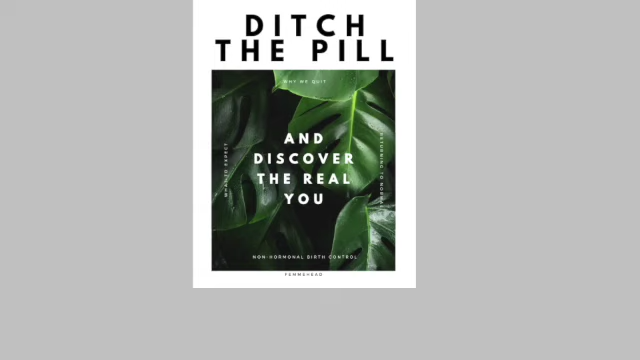 DITCH
THE PILL
WHY WE QUIT
AND
DISCOVER
THE REAL
YOU
WHAT TO EXPECT
RETURNING TO NORMAL
NON-HORMONAL BIRTH CONTROL
FEMMEHEAD